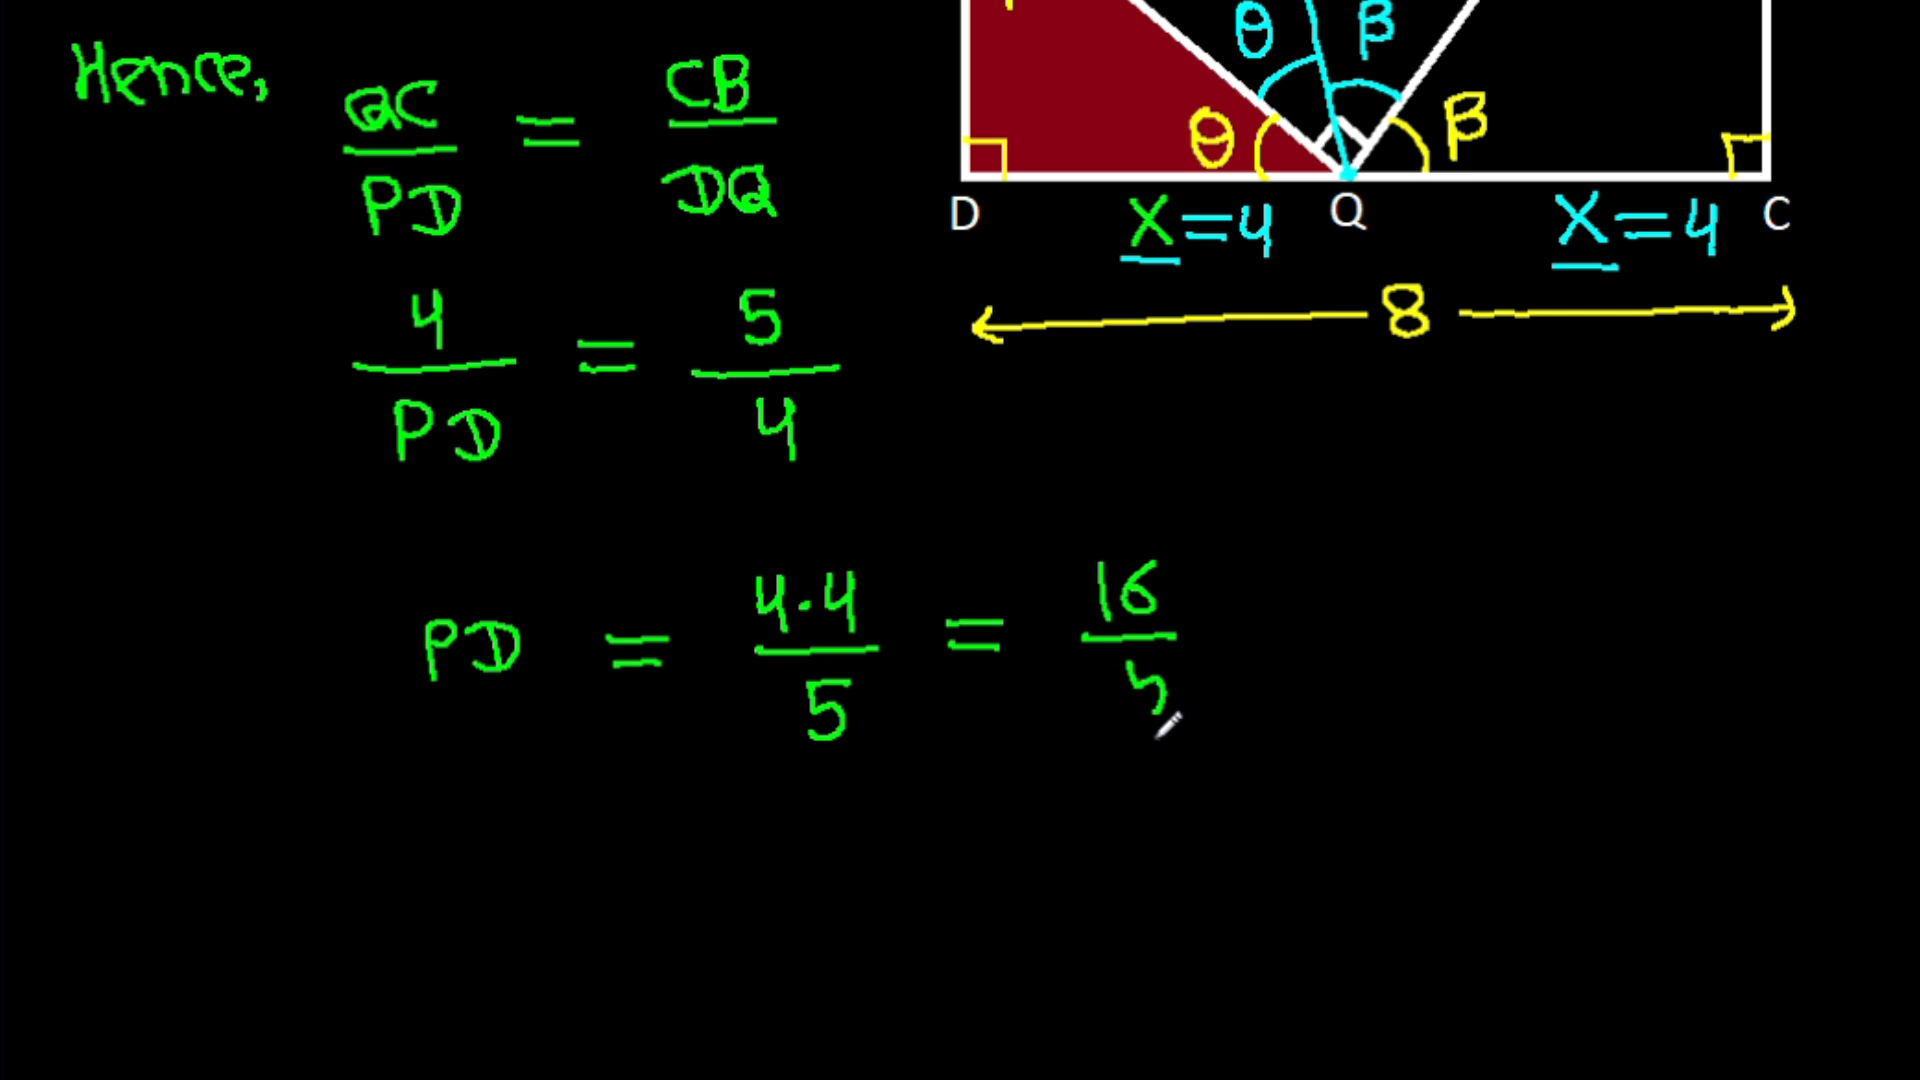 Hence, QC/PD = CB/DQ
4/PD = 5/4
PD = 4·4/5 = 16/5
θ β
θ β
D Q C
X=4 X=4
8